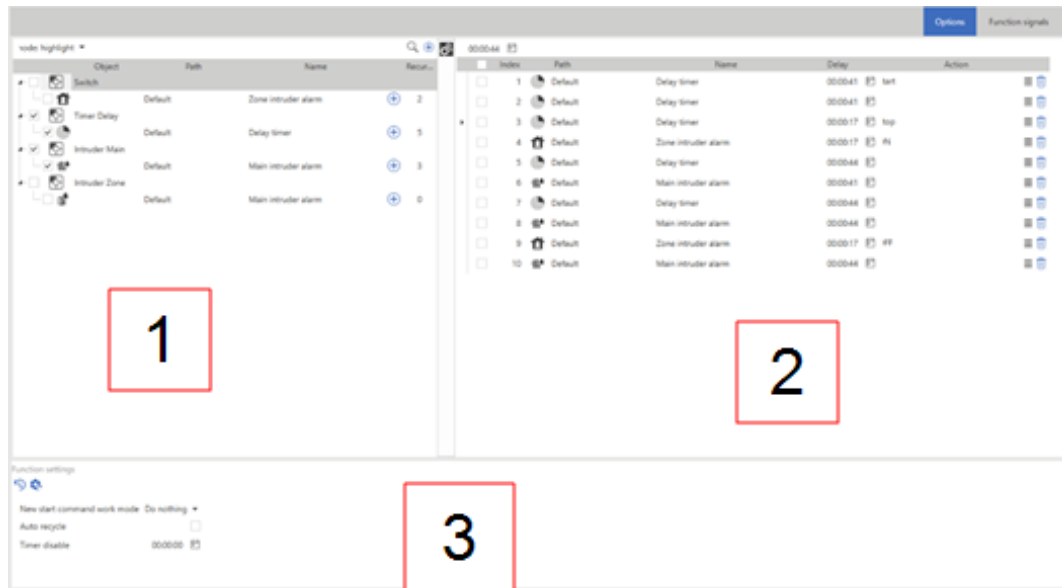 Options Function signals
node: highlight
00:00:44
Object Path Name Recur...
Index Path Name Delay Action
Switch
Default Zone intruder alarm 2
Timer Delay
Default Delay timer 5
Intruder Main
Default Main intruder alarm 3
Intruder Zone
Default Main intruder alarm 0
1 Default Delay timer 00:00:41 tert
2 Default Delay timer 00:00:41
3 Default Delay timer 00:00:17 top
4 Default Zone intruder alarm 00:00:17
5 Default Delay timer 00:00:44
6 Default Main intruder alarm 00:00:41
7 Default Delay timer 00:00:44
8 Default Main intruder alarm 00:00:44
9 Default Zone intruder alarm 00:00:17
10 Default Main intruder alarm 00:00:44
1
2
Function settings
New start command work mode Do nothing
Auto recycle
Timer disable 00:00:00
3